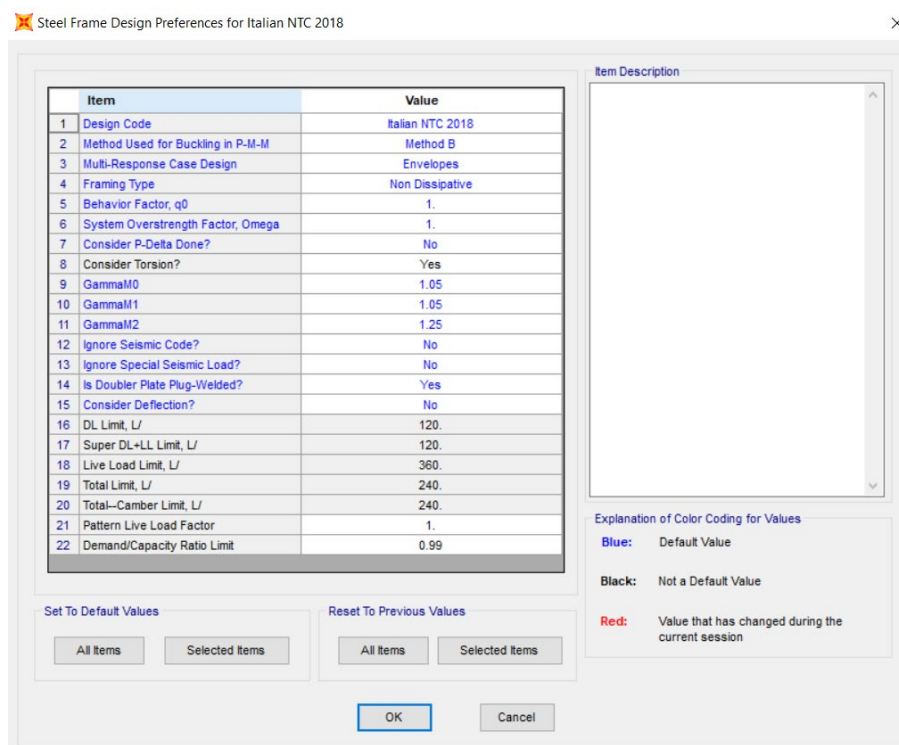 Steel Frame Design Preferences for Italian NTC 2018
Item Value
1 Design Code Italian NTC 2018
2 Method Used for Buckling in P-M-M Method B
3 Multi-Response Case Design Envelopes
4 Framing Type Non Dissipative
5 Behavior Factor, q0 1.
6 System Overstrength Factor, Omega 1.
7 Consider P-Delta Done? No
8 Consider Torsion? Yes
9 GammaM0 1.05
10 GammaM1 1.05
11 GammaM2 1.25
12 Ignore Seismic Code? No
13 Ignore Special Seismic Load? No
14 Is Doubler Plate Plug-Welded? Yes
15 Consider Deflection? No
16 DL Limit, L/ 120.
17 Super DL+LL Limit, L/ 120.
18 Live Load Limit, L/ 360.
19 Total Limit, L/ 240.
20 Total--Camber Limit, L/ 240.
21 Pattern Live Load Factor 1.
22 Demand/Capacity Ratio Limit 0.99
Item Description
Explanation of Color Coding for Values
Blue: Default Value
Black: Not a Default Value
Red: Value that has changed during the
current session
Set To Default Values
All Items Selected Items
Reset To Previous Values
All Items Selected Items
OK Cancel